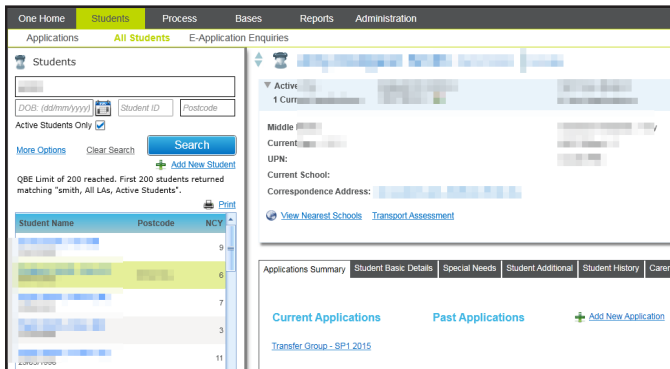 One Home Students Process Bases Reports Administration
Applications All Students E-Application Enquiries
Students
DOB: (dd/mm/yyyy) Student ID Postcode
Active Students Only
Search
More Options Clear Search
Add New Student
QBE Limit of 200 reached. First 200 students returned
matching "smith, All LAs, Active Students".
Print
Student Name Postcode NCY
9
6
7
3
11
Active
1 Curr
Middle
Current
UPN:
Current School:
Correspondence Address:
View Nearest Schools Transport Assessment
Applications Summary Student Basic Details Special Needs Student Additional Student History Caren
Current Applications Past Applications Add New Application
Transfer Group - SP1 2015